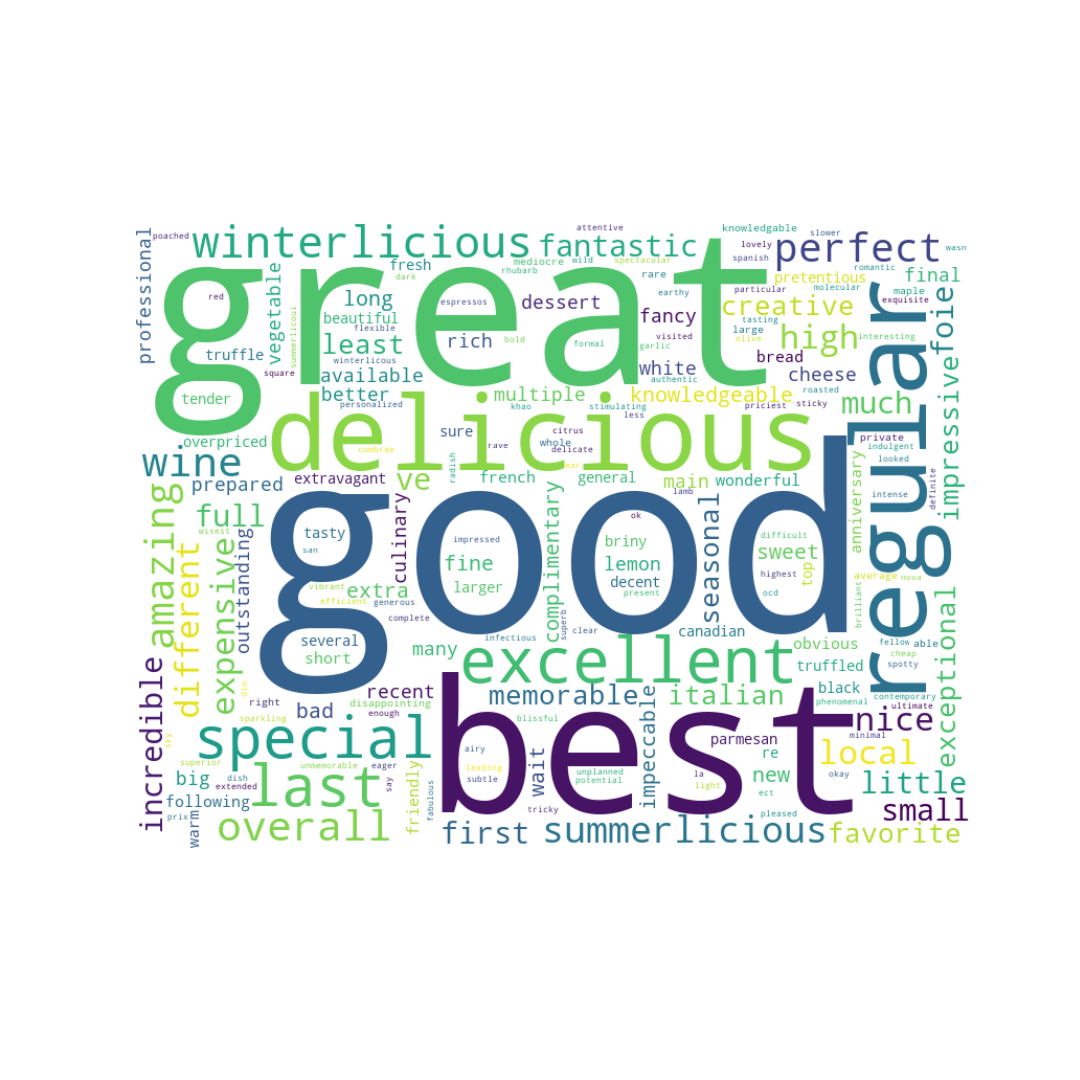 great
good
best
regular
delicious
excellent
special
last
winterlicious
summerlicious
perfect
fantastic
creative
high
wine
amazing
different
expensive
incredible
overall
first
favorite
local
little
small
nice
new
big
full
ve
much
impressive
foie
exceptional
final
professional
poached
vegetable
truffle
tender
overpriced
prepared
outstanding
extravagant
culinary
fresh
dark
long
beautiful
flexible
least
available
better
personalized
winterlicous
summerlicoui
square
red
rich
dessert
espressos
bold
mediocre
rhubarb
wild
attentive
spectacular
rare
earthy
fancy
formal
garlic
visited
white
authentic
multiple
khao
stimulating
less
knowledgeable
knowledgable
lovely
spanish
slower
romantic
wasn
pretentious
particular
molecular
maple
exquisite
tasting
large
olive
interesting
bread
cheese
roasted
priciest
sticky
private
indulgent
looked
intense
definite
anniversary
sure
rave
citrus
whole
delicate
cumbrae
radish
french
general
main
wonderful
lamb
ok
complimentary
seasonal
briny
lemon
decent
present
impressed
fine
larger
extra
tasty
san
vibrant
efficient
generous
complete
several
short
wisest
infectious
superb
clear
canadian
many
difficult
sweet
highest
ocd
top
average
nova
brilliant
fellow
able
cheap
spotty
obvious
truffled
black
phenomenal
contemporary
ultimate
minimal
memorable
italian
recent
disappointing
enough
right
bad
dim
sparkling
sky
superior
unmemorable
dish
extended
following
prix
warm
eager
say
friendly
fabulous
blissful
airy
leading
subtle
tricky
wait
unplanned
potential
impeccable
parmesan
la
light
re
ect
pleased
okay